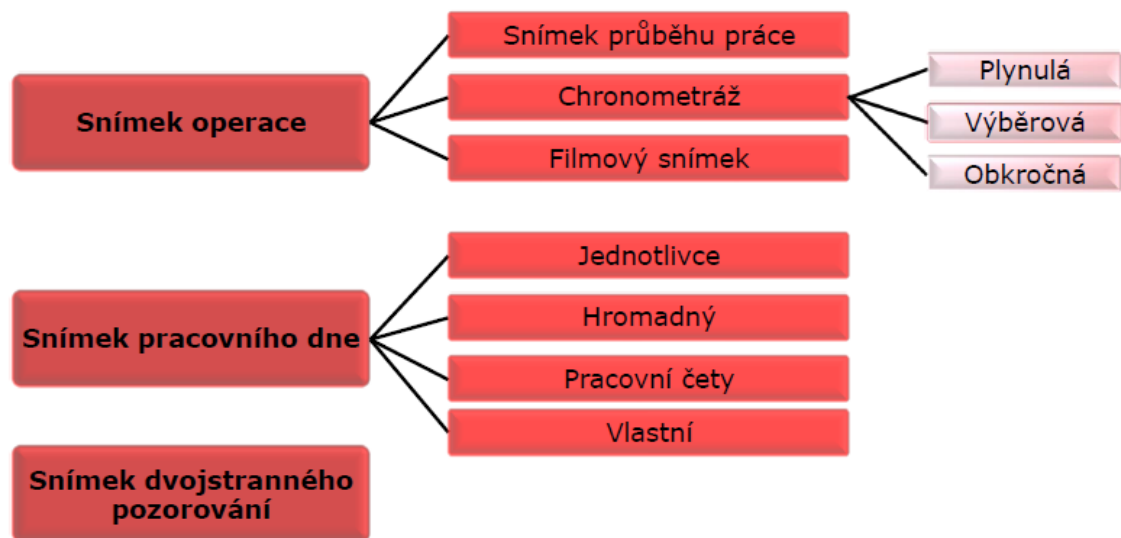 Snímek operace
Snímek průběhu práce
Chronometráž
Filmový snímek
Plynulá
Výběrová
Obkročná
Snímek pracovního dne
Jednotlivce
Hromadný
Pracovní čety
Vlastní
Snímek dvojstranného
pozorování